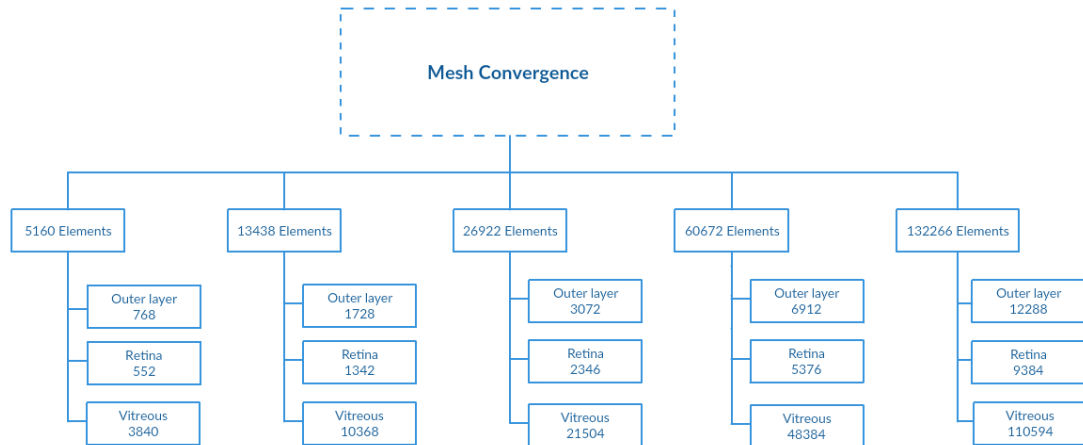 Mesh Convergence
5160 Elements
13438 Elements
26922 Elements
60672 Elements
132266 Elements
Outer layer
768
Retina
552
Vitreous
3840
Outer layer
1728
Retina
1342
Vitreous
10368
Outer layer
3072
Retina
2346
Vitreous
21504
Outer layer
6912
Retina
5376
Vitreous
48384
Outer layer
12288
Retina
9384
Vitreous
110594